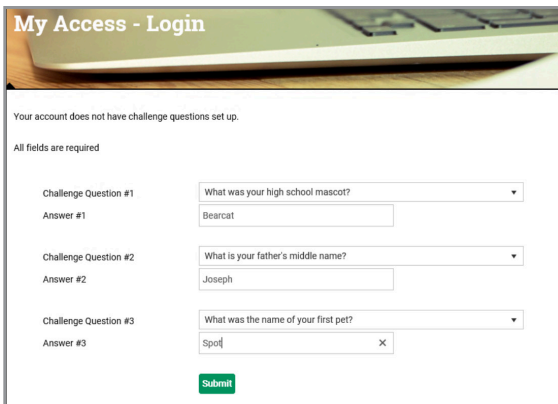 My Access - Login
Your account does not have challenge questions set up.
All fields are required
Challenge Question #1 What was your high school mascot?
Answer #1 Bearcat
Challenge Question #2 What is your father's middle name?
Answer #2 Joseph
Challenge Question #3 What was the name of your first pet?
Answer #3 Spot
Submit